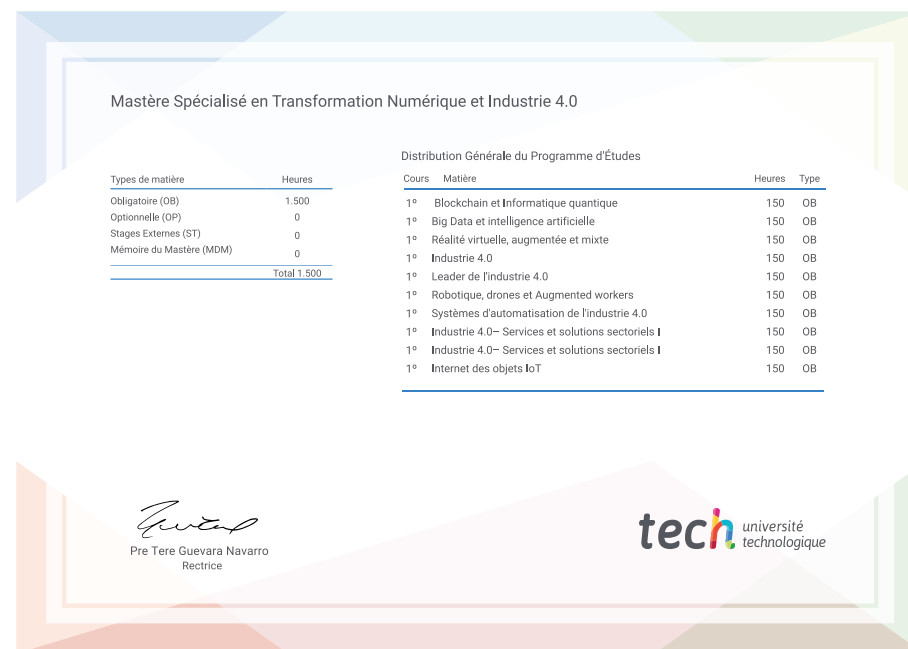 Mastère Spécialisé en Transformation Numérique et Industrie 4.0
Types de matière Heures
Obligatoire (OB) 1.500
Optionnelle (OP) 0
Stages Externes (ST) 0
Mémoire du Mastère (MDM) 0
Total 1.500
Distribution Générale du Programme d'Études
Cours Matière Heures Type
1º Blockchain et Informatique quantique 150 OB
1º Big Data et intelligence artificielle 150 OB
1º Réalité virtuelle, augmentée et mixte 150 OB
1º Industrie 4.0 150 OB
1º Leader de l'industrie 4.0 150 OB
1º Robotique, drones et Augmented workers 150 OB
1º Systèmes d'automatisation de l'industrie 4.0 150 OB
1º Industrie 4.0– Services et solutions sectoriels I 150 OB
1º Industrie 4.0– Services et solutions sectoriels I 150 OB
1º Internet des objets IoT 150 OB
Pre Tere Guevara Navarro
Rectrice
tech université
technologique